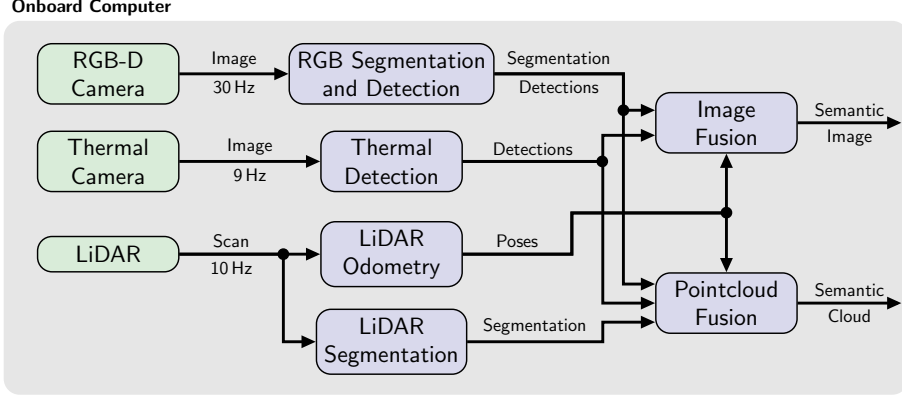 Onboard Computer
RGB-D
Camera
Image
30 Hz
RGB Segmentation
and Detection
Segmentation
Detections
Image
Fusion
Semantic
Image
Thermal
Camera
Image
9 Hz
Thermal
Detection
Detections
LiDAR
Scan
10 Hz
LiDAR
Odometry
Poses
Pointcloud
Fusion
Semantic
Cloud
LiDAR
Segmentation
Segmentation